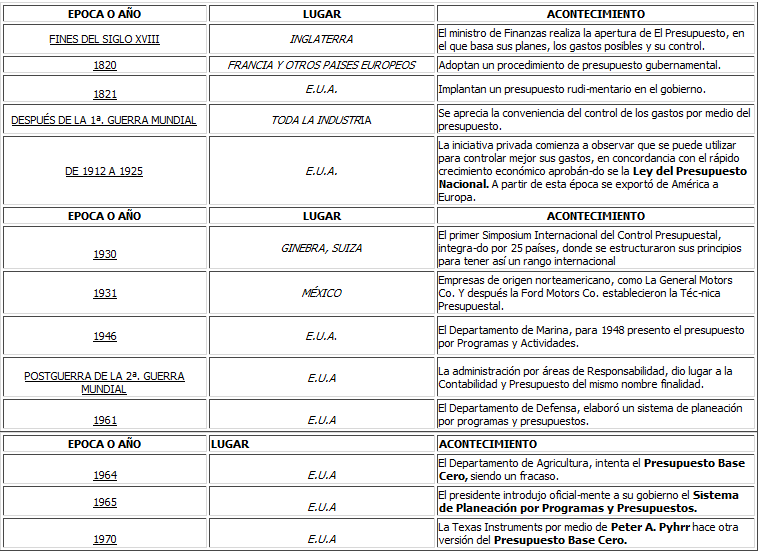 EPOCA O AÑO LUGAR ACONTECIMIENTO
FINES DEL SIGLO XVIII INGLATERRA El ministro de Finanzas realiza la apertura de El Presupuesto, en
el que basa sus planes, los gastos posibles y su control.
1820 FRANCIA Y OTROS PAISES EUROPEOS Adoptan un procedimiento de presupuesto gubernamental.
1821 E.U.A. Implantan un presupuesto rudi-mentario en el gobierno.
DESPUÉS DE LA 1ª. GUERRA MUNDIAL TODA LA INDUSTRIA Se aprecia la conveniencia del control de los gastos por medio del
presupuesto.
DE 1912 A 1925 E.U.A. La iniciativa privada comienza a observar que se puede utilizar
para controlar mejor sus gastos, en concordancia con el rápido
crecimiento económico aprobán-do se la Ley del Presupuesto
Nacional. A partir de esta época se exportó de América a
Europa.
EPOCA O AÑO LUGAR ACONTECIMIENTO
1930 GINEBRA, SUIZA El primer Simposium Internacional del Control Presupuestal,
integra-do por 25 países, donde se estructuraron sus principios
para tener así un rango internacional
1931 MÉXICO Empresas de origen norteamericano, como La General Motors
Co. Y después la Ford Motors Co. establecieron la Téc-nica
Presupuestal.
1946 E.U.A. El Departamento de Marina, para 1948 presento el presupuesto
por Programas y Actividades.
POSTGUERRA DE LA 2ª. GUERRA
MUNDIAL E.U.A La administración por áreas de Responsabilidad, dio lugar a la
Contabilidad y Presupuesto del mismo nombre finalidad.
1961 E.U.A El Departamento de Defensa, elaboró un sistema de planeación
por programas y presupuestos.
EPOCA O AÑO LUGAR ACONTECIMIENTO
1964 E.U.A El Departamento de Agricultura, intenta el Presupuesto Base
Cero, siendo un fracaso.
1965 E.U.A El presidente introdujo oficial-mente a su gobierno el Sistema
de Planeación por Programas y Presupuestos.
1970 E.U.A La Texas Instruments por medio de Peter A. Pyhrr hace otra
versión del Presupuesto Base Cero.